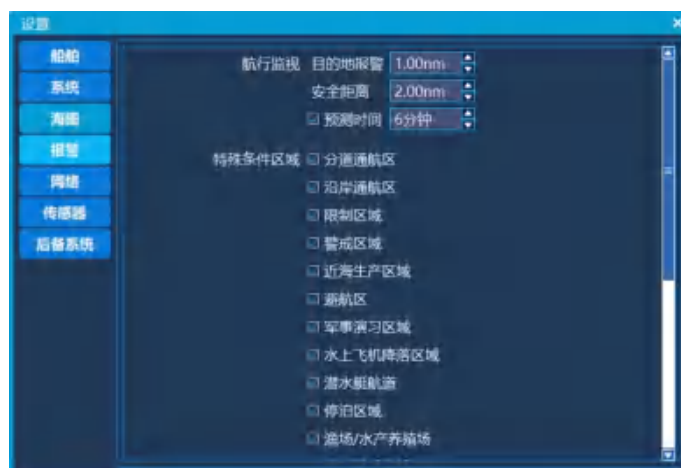 设置
船舶
系统
海图
报警
网络
传感器
后备系统
航行监视 目的地报警 1.00nm
安全距离 2.00nm
预测时间 6分钟
特殊条件区域 分道通航区
沿岸通航区
限制区域
警戒区域
近海生产区域
避航区
军事演习区域
水上飞机降落区域
潜水艇航道
停泊区域
渔场/水产养殖场